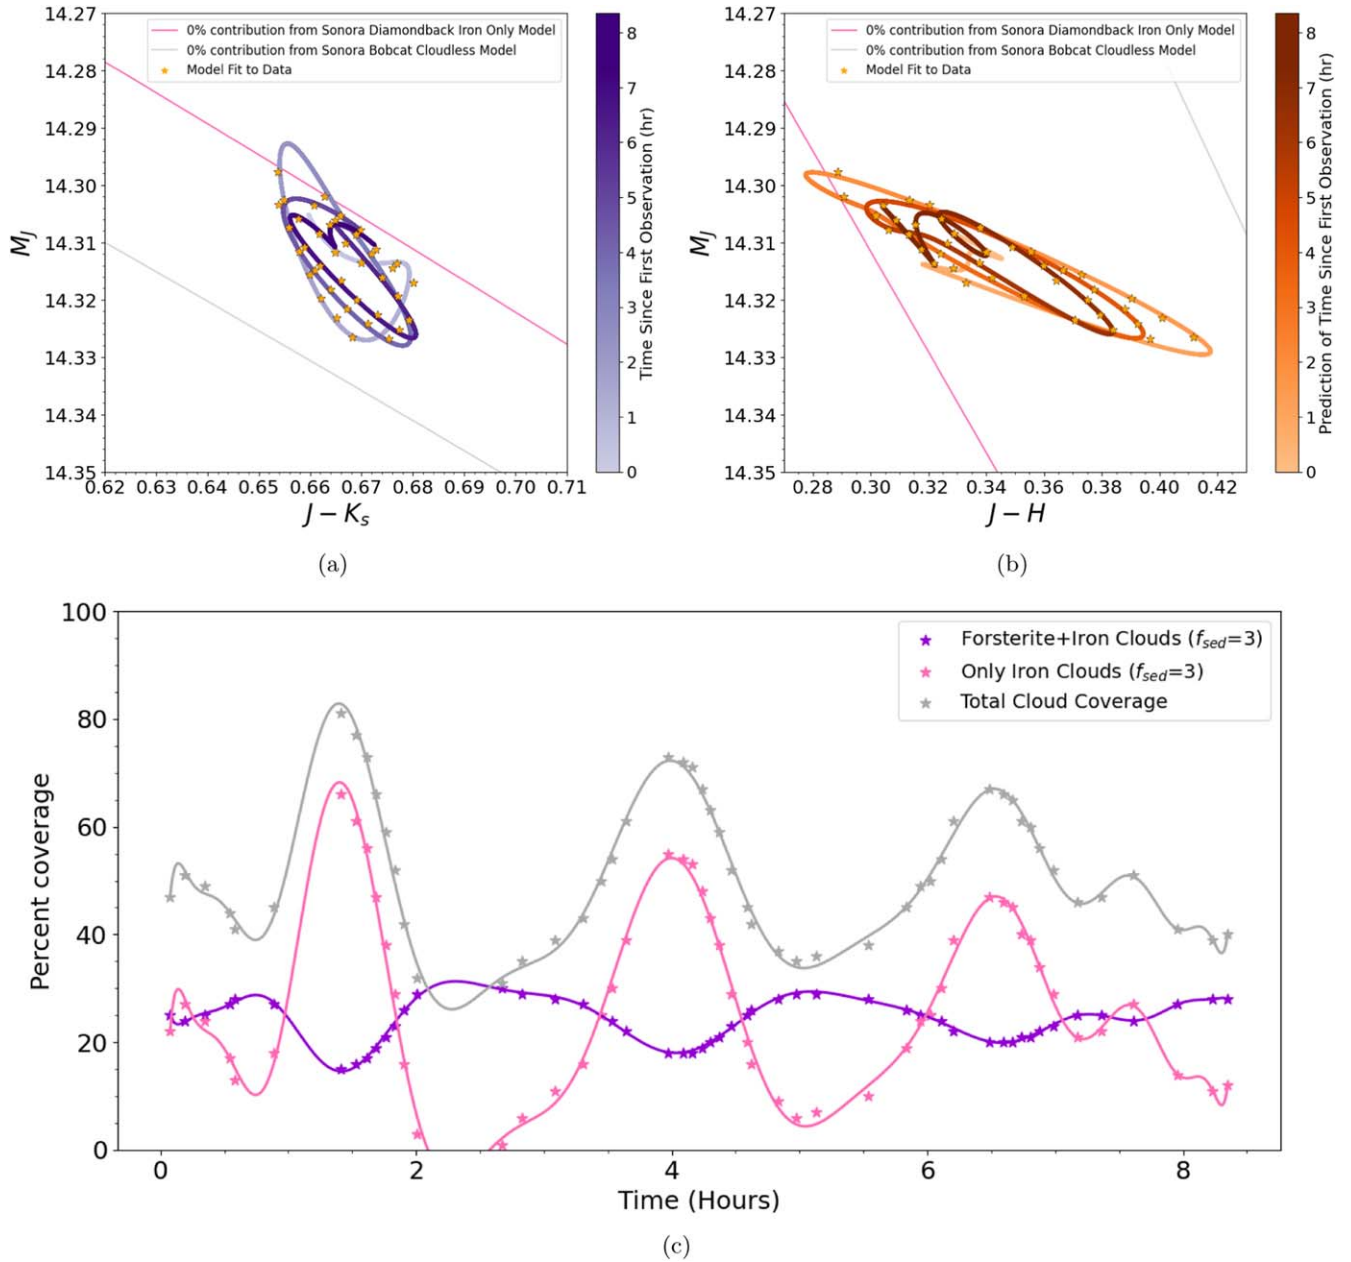 0% contribution from Sonora Diamondback Iron Only Model
0% contribution from Sonora Bobcat Cloudless Model
Model Fit to Data
14.27
14.28
14.29
14.30
14.31
14.32
14.33
14.34
14.35
M_J
0.62 0.63 0.64 0.65 0.66 0.67 0.68 0.69 0.70 0.71
J − K_s
8
7
6
5
4
3
2
1
0
Time Since First Observation (hr)
(a)
0% contribution from Sonora Diamondback Iron Only Model
0% contribution from Sonora Bobcat Cloudless Model
Model Fit to Data
14.27
14.28
14.29
14.30
14.31
14.32
14.33
14.34
14.35
M_J
0.28 0.30 0.32 0.34 0.36 0.38 0.40 0.42
J − H
8
7
6
5
4
3
2
1
0
Prediction of Time Since First Observation (hr)
(b)
Forsterite+Iron Clouds (f_sed=3)
Only Iron Clouds (f_sed=3)
Total Cloud Coverage
100
80
60
40
20
0
Percent coverage
0 2 4 6 8
Time (Hours)
(c)